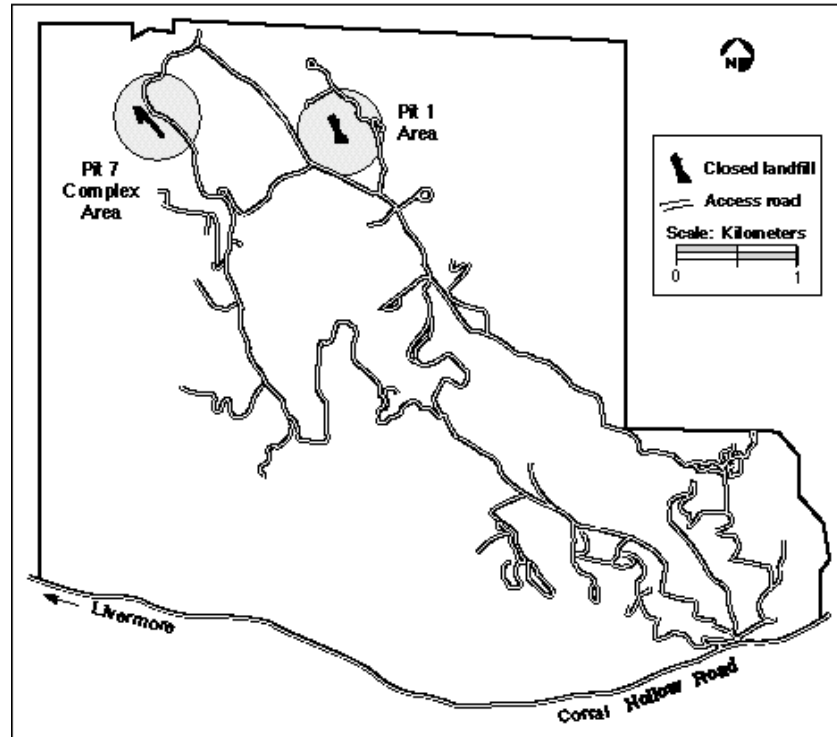 N
Pit 1
Area
Pit 7
Complex
Area
Closed landfill
Access road
Scale: Kilometers
0 1
Livermore
Corral Hollow Road